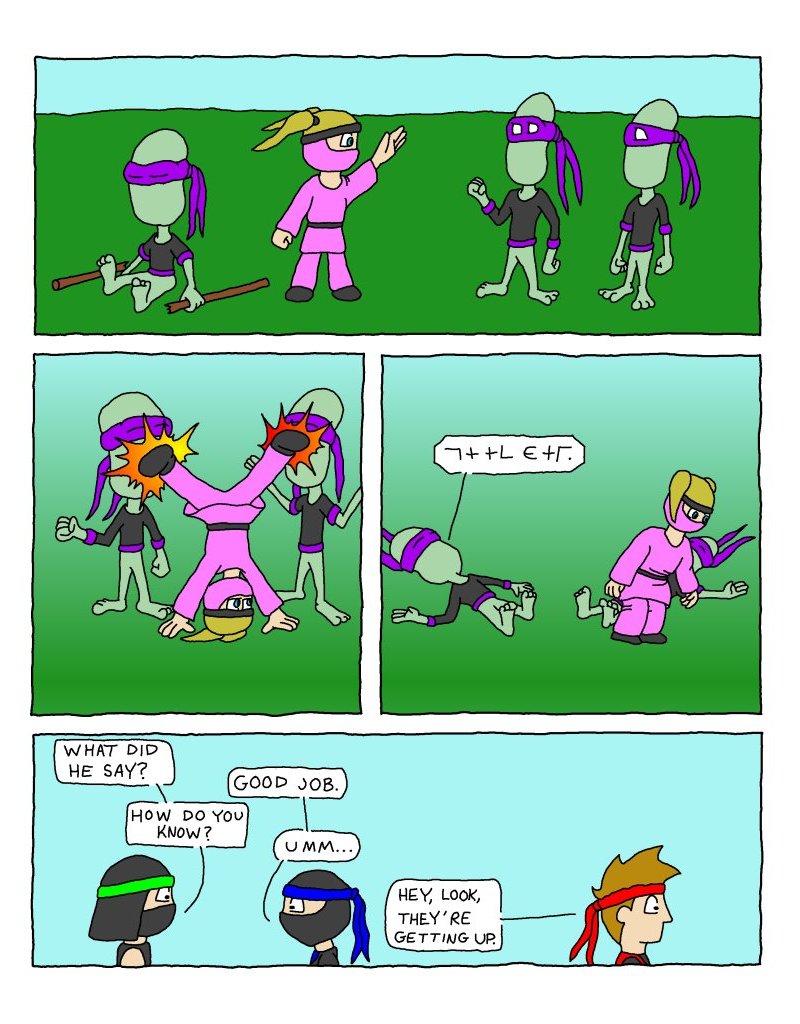 ㄱ++L ∈+Γ.
WHAT DID
HE SAY?
GOOD JOB.
HOW DO YOU
KNOW?
UMM...
HEY, LOOK,
THEY'RE
GETTING UP.